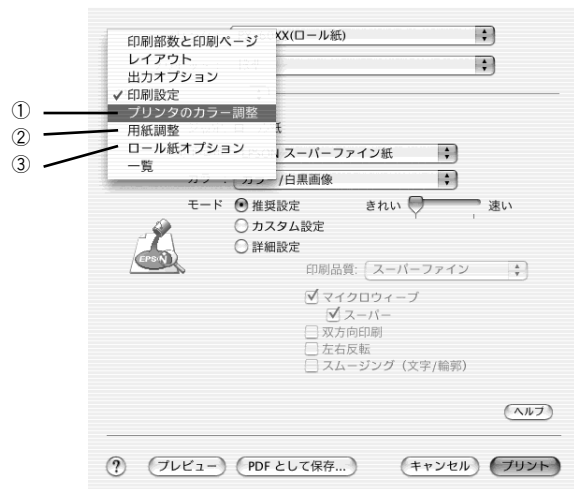 XX(ロール紙)
印刷部数と印刷ページ
レイアウト
出力オプション
✓印刷設定
① プリンタのカラー調整
② 用紙調整
③ ロール紙オプション
一覧
スーパーファイン紙
カラー/白黒画像
モード 推奨設定 きれい 速い
カスタム設定
詳細設定
EPSON
印刷品質: スーパーファイン
マイクロウィーブ
スーパー
双方向印刷
左右反転
スムージング(文字/輪郭)
ヘルプ
? プレビュー PDF として保存... キャンセル プリント